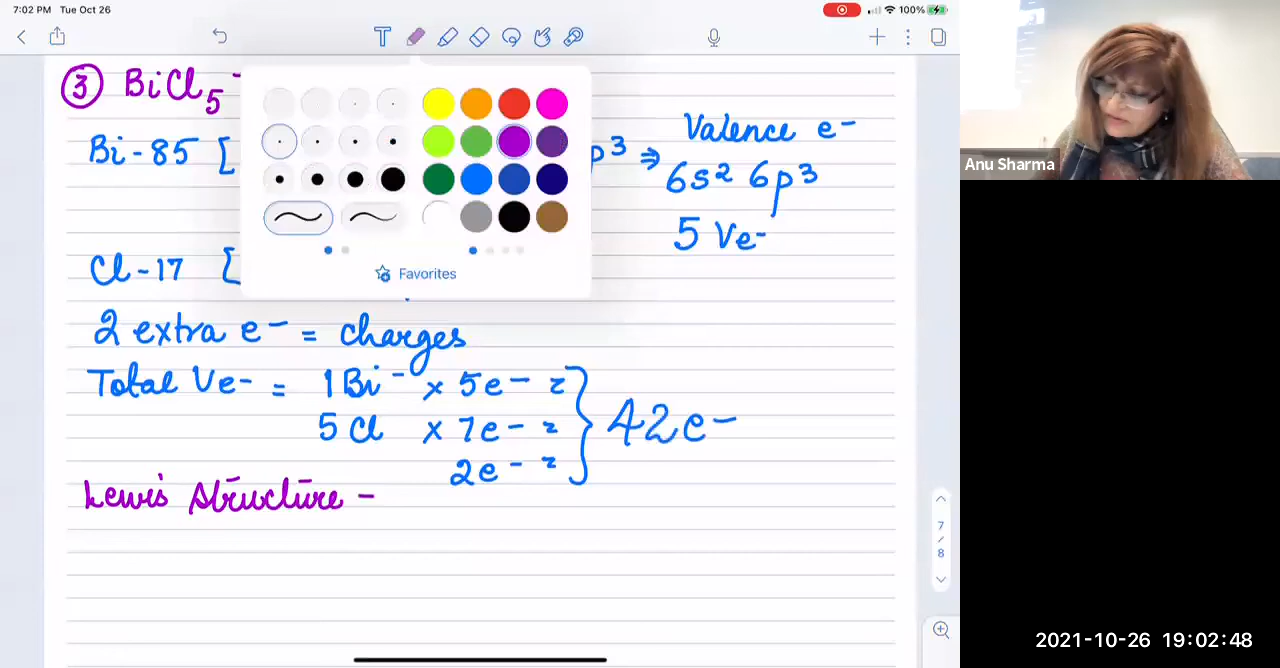 7:02 PM Tue Oct 26
100%
③ BiCl5 -
Bi-85 [
p3 ⇒
Valence e-
6s2 6p3
5 Ve-
Cl-17 [
Favorites
2 extra e- = charges
Total Ve- = 1 Bi- × 5e-
5 Cl × 7e-
2e-
42e-
Lewis Structure -
7
/
8
Anu Sharma
2021-10-26 19:02:48